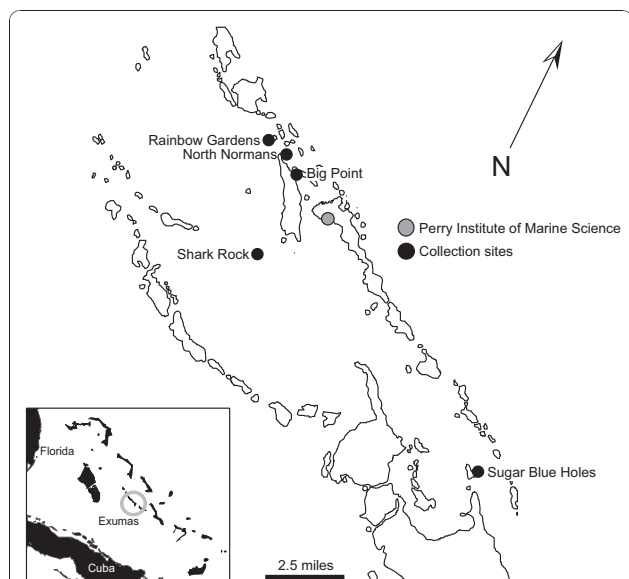 Rainbow Gardens
North Normans
Big Point
N
Perry Institute of Marine Science
Collection sites
Shark Rock
Sugar Blue Holes
Florida
Exumas
Cuba
2.5 miles